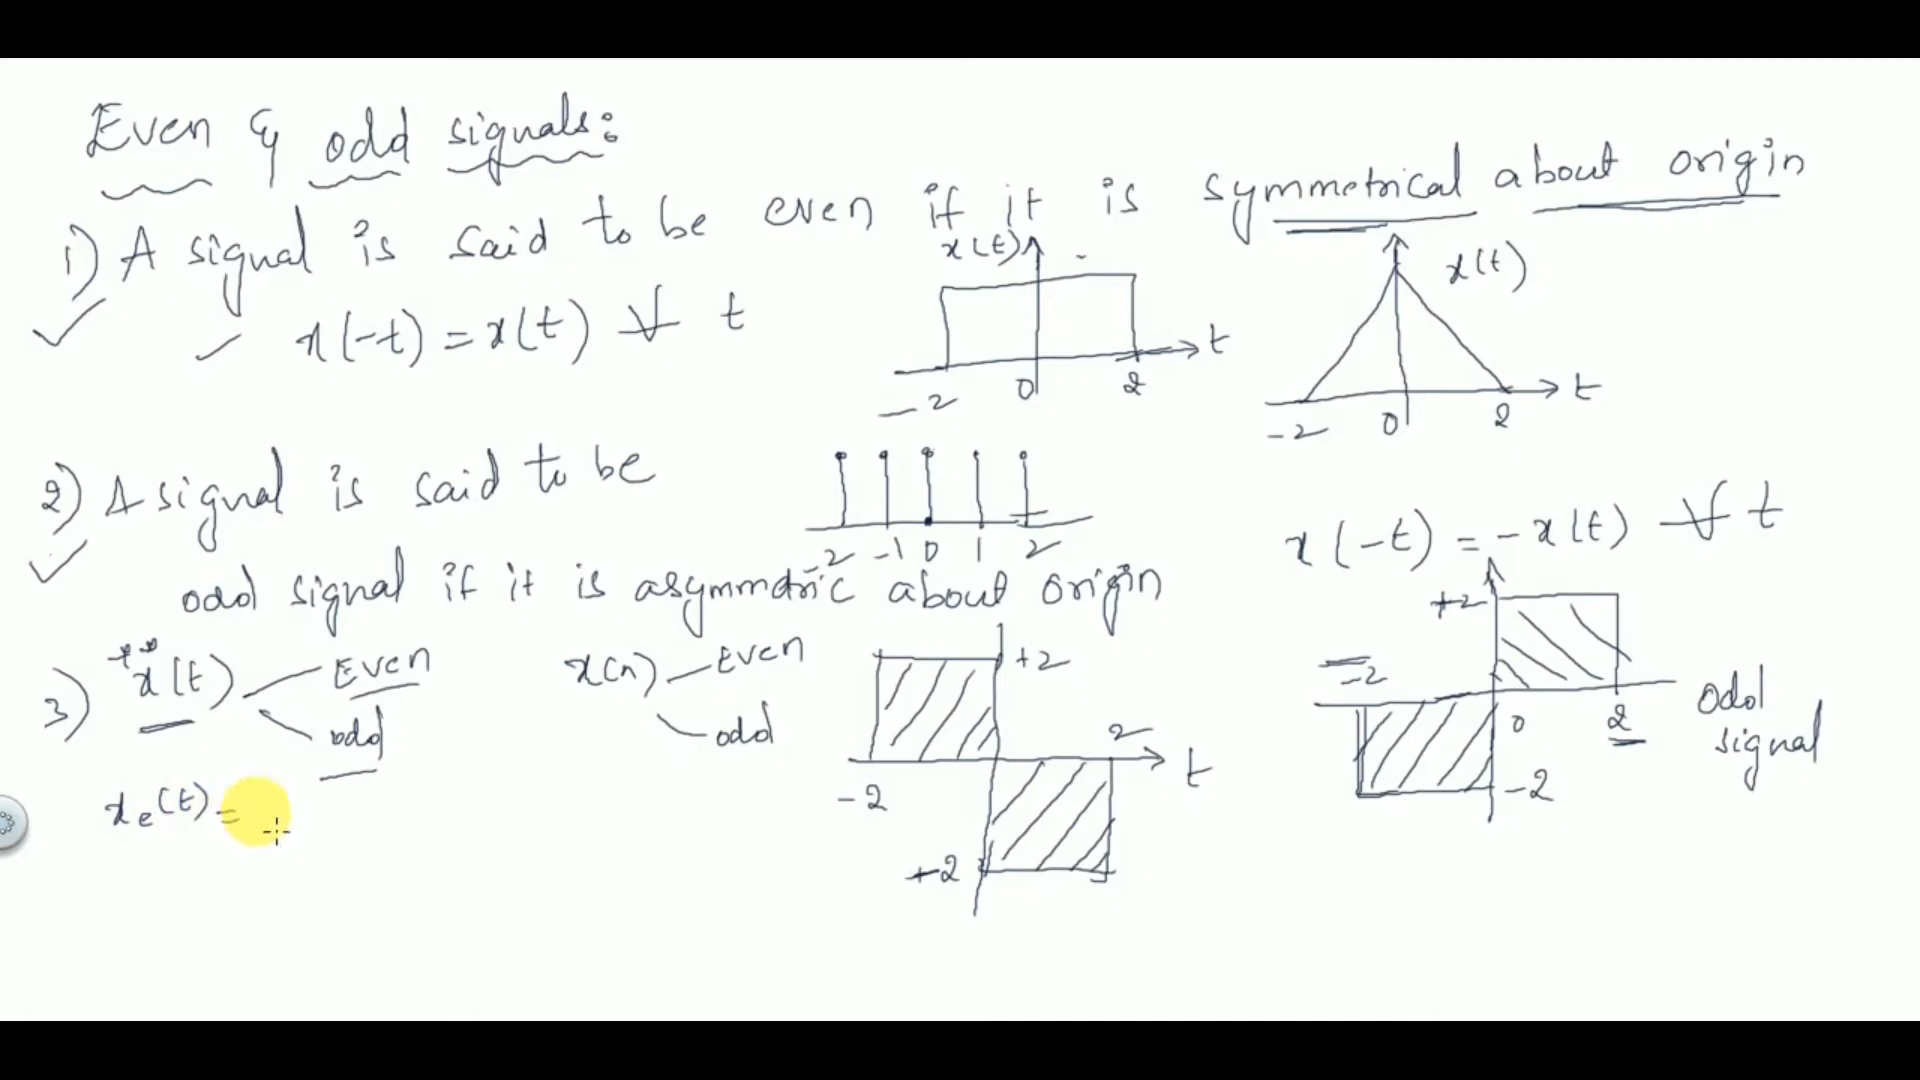 Even & odd signals:
1) A signal is said to be even if it is symmetrical about origin
x(-t) = x(t) ∀ t
x(t)
t
-2 0 2
x(t)
t
-2 0 2
2) A signal is said to be
-2 -1 0 1 2
x(-t) = -x(t) ∀ t
odd signal if it is asymmetric about origin
3) x(t) Even
odd
x(n) Even
odd
+2
2
t
-2
+2
+2
-2
0 2
-2
odd
signal
xe(t) =